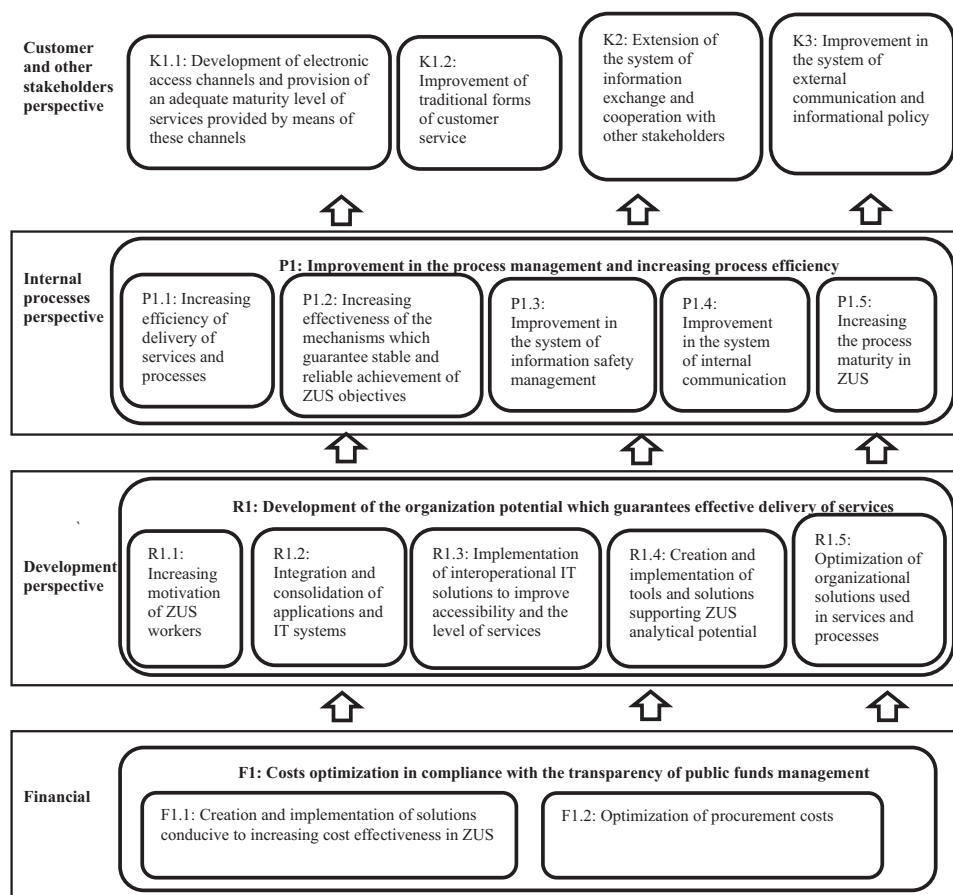 Customer
and other
stakeholders
perspective
K1.1: Development of electronic
access channels and provision of
an adequate maturity level of
services provided by means of
these channels
K1.2:
Improvement of
traditional forms
of customer
service
K2: Extension of
the system of
information
exchange and
cooperation with
other stakeholders
K3: Improvement in
the system of
external
communication and
informational policy
Internal
processes
perspective
P1: Improvement in the process management and increasing process efficiency
P1.1: Increasing
efficiency of
delivery of
services and
processes
P1.2: Increasing
effectiveness of the
mechanisms which
guarantee stable and
reliable achievement of
ZUS objectives
P1.3:
Improvement in
the system of
information safety
management
P1.4:
Improvement
in the system
of internal
communication
P1.5:
Increasing
the process
maturity in
ZUS
Development
perspective
R1: Development of the organization potential which guarantees effective delivery of services
R1.1:
Increasing
motivation
of ZUS
workers
R1.2:
Integration and
consolidation of
applications and
IT systems
R1.3: Implementation
of interoperational IT
solutions to improve
accessibility and the
level of services
R1.4: Creation and
implementation of
tools and solutions
supporting ZUS
analytical potential
R1.5:
Optimization of
organizational
solutions used
in services and
processes
Financial
F1: Costs optimization in compliance with the transparency of public funds management
F1.1: Creation and implementation of solutions
conducive to increasing cost effectiveness in ZUS
F1.2: Optimization of procurement costs